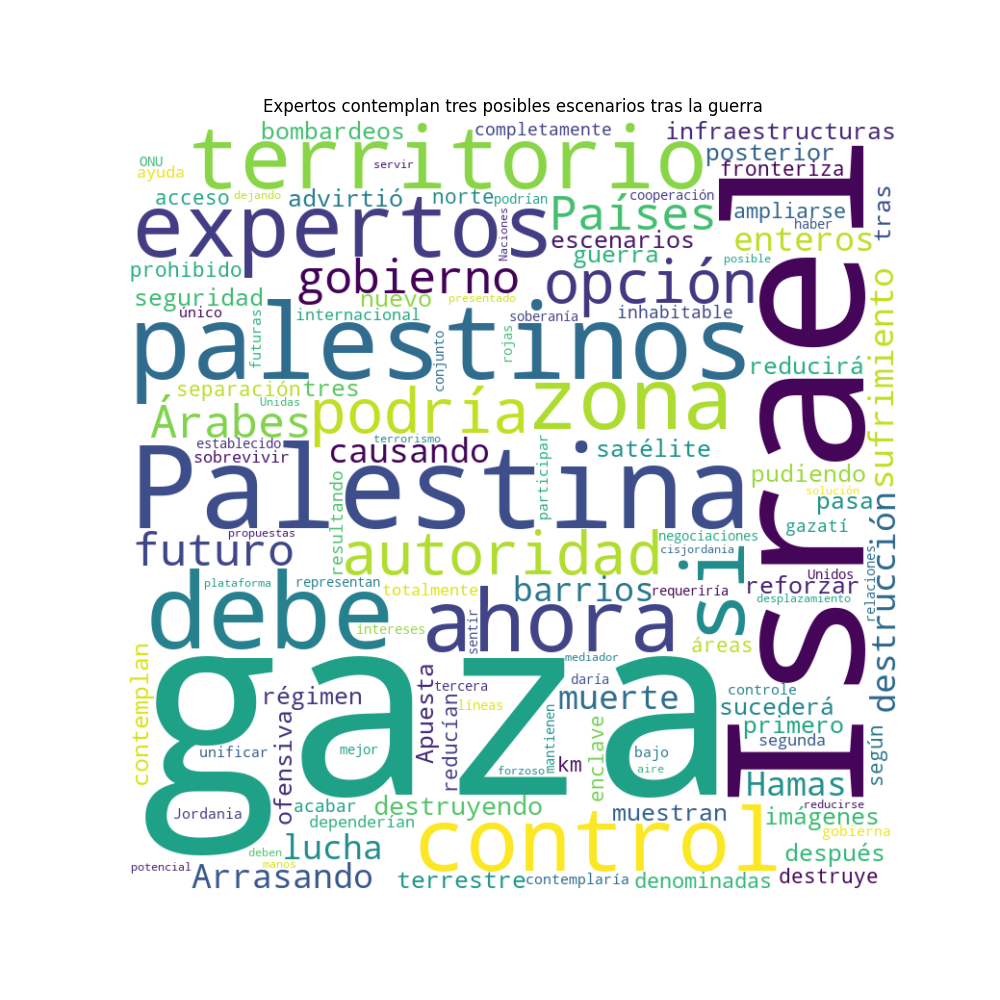 Expertos contemplan tres posibles escenarios tras la guerra
bombardeos
completamente
infraestructuras
territorio
posterior
ONU
servir
fronteriza
ayuda
acceso
dejando
advirtió
norte
podrían
cooperación
tras
expertos
Naciones
Países
ampliarse
haber
escenarios
enteros
prohibido
gobierno
guerra
posible
opción
Israel
seguridad
nuevo
presentado
único
internacional
soberanía
inhabitable
futuras
palestinos
conjunto
rojas
sufrimiento
reducirá
separación
tres
Unidas
podría
zona
Árabes
establecido
terrorismo
sobrevivir
causando
satélite
Palestina
participar
pudiendo
resultando
solución
pasa
gazatí
propuestas
negociaciones
futuro
autoridad
cisjordania
destrucción
relaciones
si
Unidos
plataforma
representan
totalmente
barrios
requeriría
reforzar
desplazamiento
debe
ahora
intereses
sentir
áreas
gaza
mediador
contemplan
régimen
Apuesta
tercera
daría
muerte
controle
sucederá
reducían
líneas
primero
ofensiva
unificar
mejor
mantienen
bajo
segunda
según
forzoso
km
enclave
aire
Hamas
Jordania
acabar
destruyendo
muestran
reducirse
imágenes
dependerían
control
gobierna
lucha
deben
después
potencial
manos
Arrasando
terrestre
contemplaría
denominadas
destruye